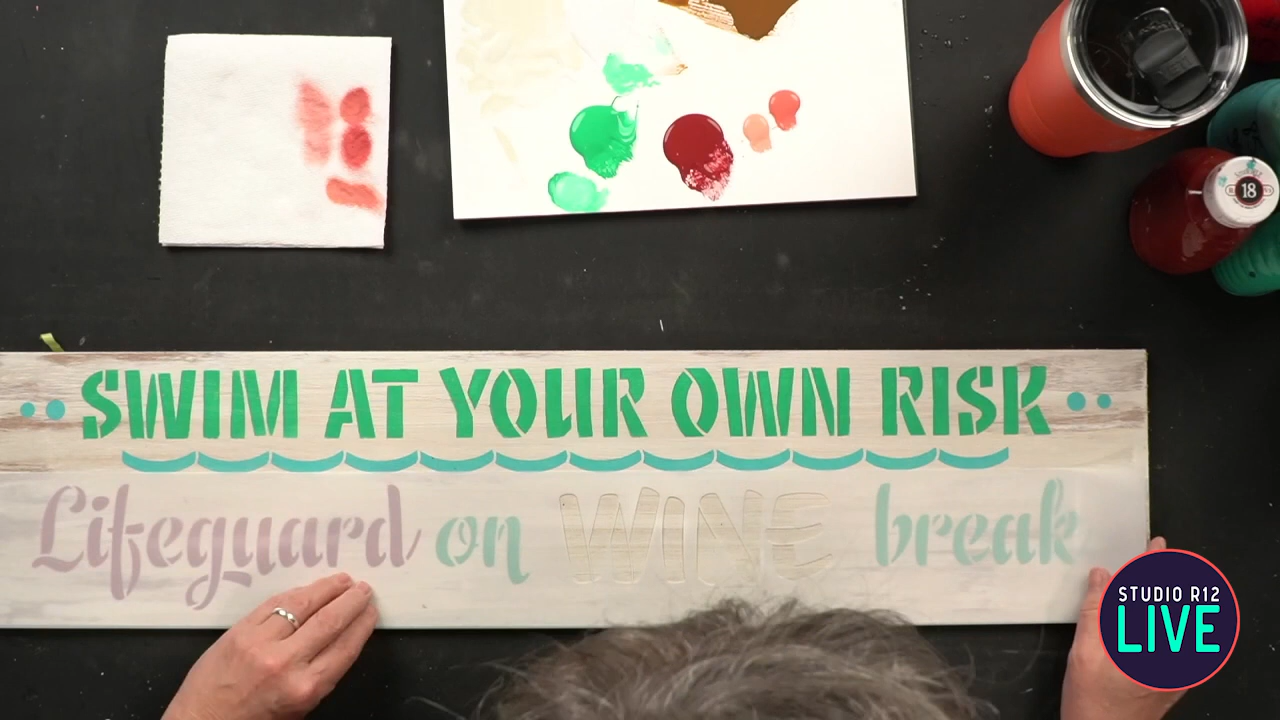 SWIM AT YOUR OWN RISK
Lifeguard on WINE break
18
STUDIO R12
LIVE